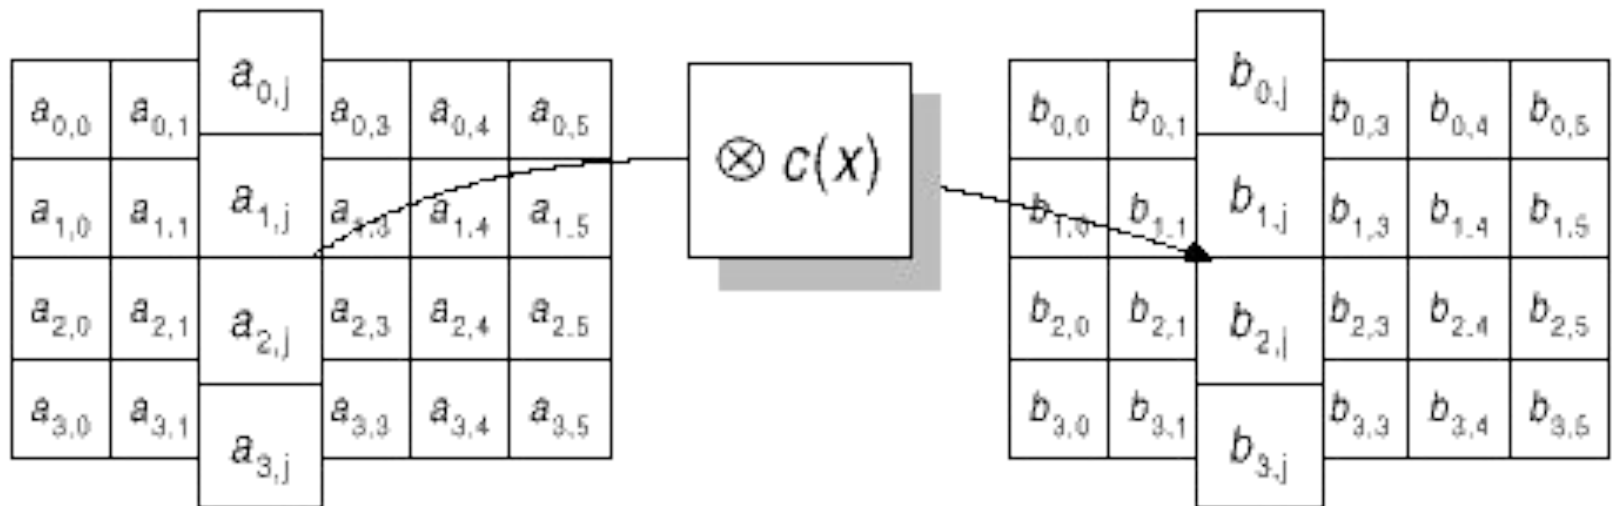 a0,j b0,j
a0,0 a0,1 a0,3 a0,4 a0,5 b0,0 b0,1 b0,3 b0,4 b0,5
⊗ c(x)
a1,0 a1,1 a1,j a1,3 a1,4 a1,5 b1,0 b1,1 b1,j b1,3 b1,4 b1,5
a2,0 a2,1 a2,j a2,3 a2,4 a2,5 b2,0 b2,1 b2,j b2,3 b2,4 b2,5
a3,0 a3,1 a3,3 a3,4 a3,5 b3,0 b3,1 b3,3 b3,4 b3,5
a3,j b3,j